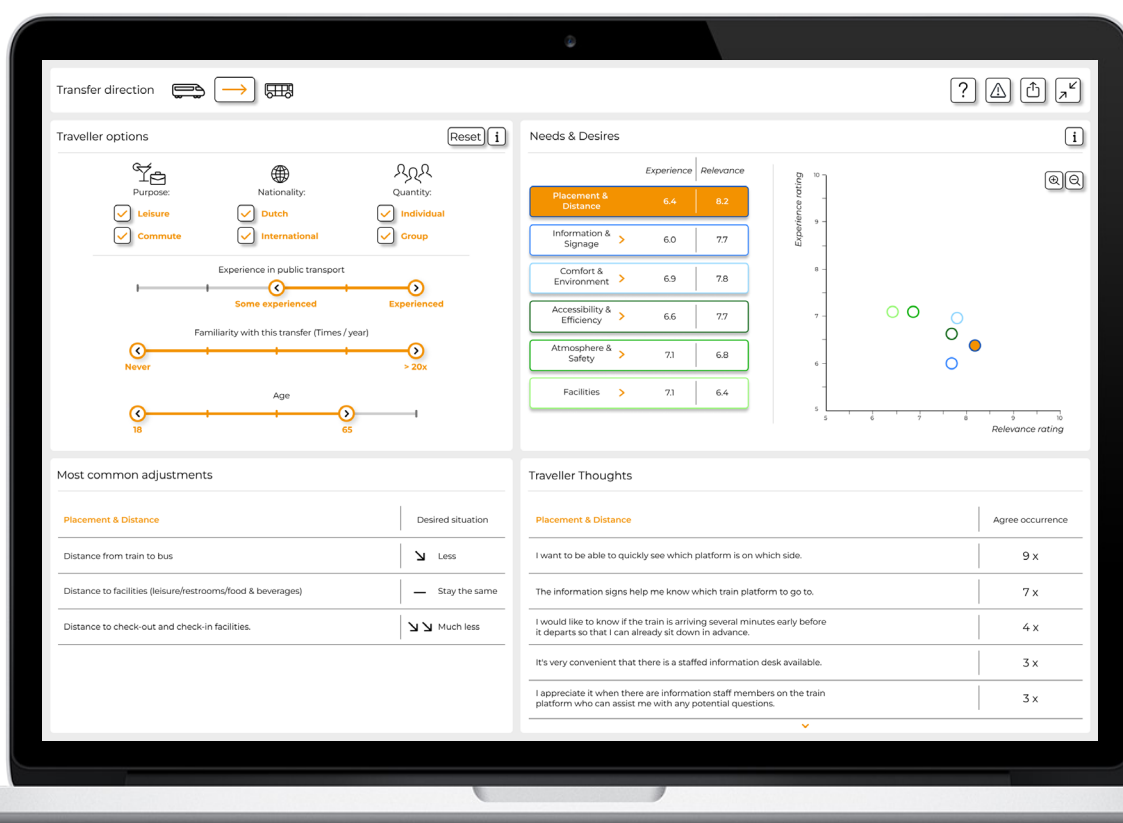 Transfer direction
?
Traveller options
Reset
i
Purpose:
Nationality:
Quantity:
Leisure
Dutch
Individual
Commute
International
Group
Experience in public transport
Some experienced
Experienced
Familiarity with this transfer (Times / year)
Never
> 20x
Age
18
65
Needs & Desires
i
Experience
Relevance
Placement &
Distance
6.4
8.2
Information &
Signage
6.0
7.7
Comfort &
Environment
6.9
7.8
Accessibility &
Efficiency
6.6
7.7
Atmosphere &
Safety
7.1
6.8
Facilities
7.1
6.4
Experience rating
10
9
8
7
6
5
5
6
7
8
9
10
Relevance rating
Most common adjustments
Placement & Distance
Desired situation
Distance from train to bus
Less
Distance to facilities (leisure/restrooms/food & beverages)
Stay the same
Distance to check-out and check-in facilities.
Much less
Traveller Thoughts
Placement & Distance
Agree occurrence
I want to be able to quickly see which platform is on which side.
9 x
The information signs help me know which train platform to go to.
7 x
I would like to know if the train is arriving several minutes early before
it departs so that I can already sit down in advance.
4 x
It's very convenient that there is a staffed information desk available.
3 x
I appreciate it when there are information staff members on the train
platform who can assist me with any potential questions.
3 x